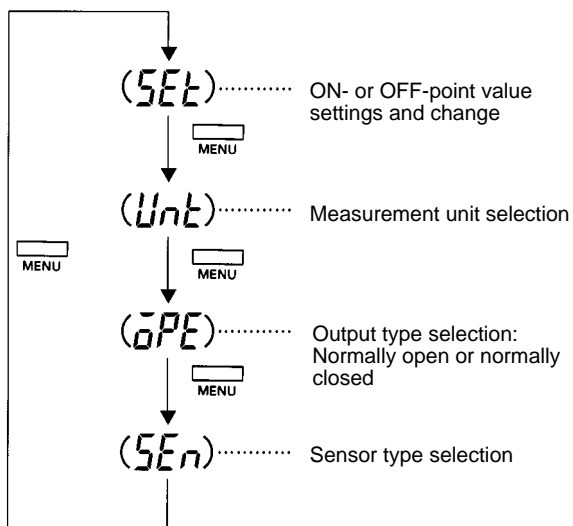 (SEt) ············ ON- or OFF-point value
settings and change
MENU
(Unt) ············ Measurement unit selection
MENU
MENU
(oPE) ············ Output type selection:
Normally open or normally
closed
MENU
(SEn) ············ Sensor type selection